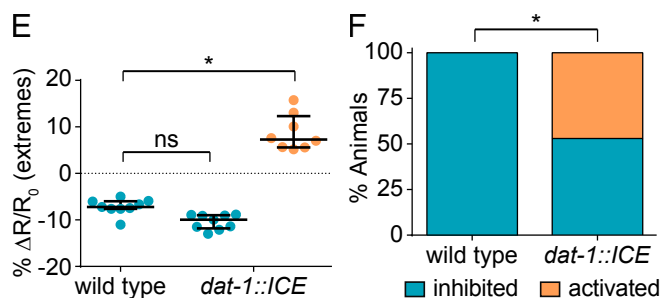 E
% ΔR/R0 (extremes)
20
10
0
-10
-20
*
ns
wild type
dat-1::ICE
F
% Animals
100
75
50
25
0
*
wild type
dat-1::ICE
inhibited
activated